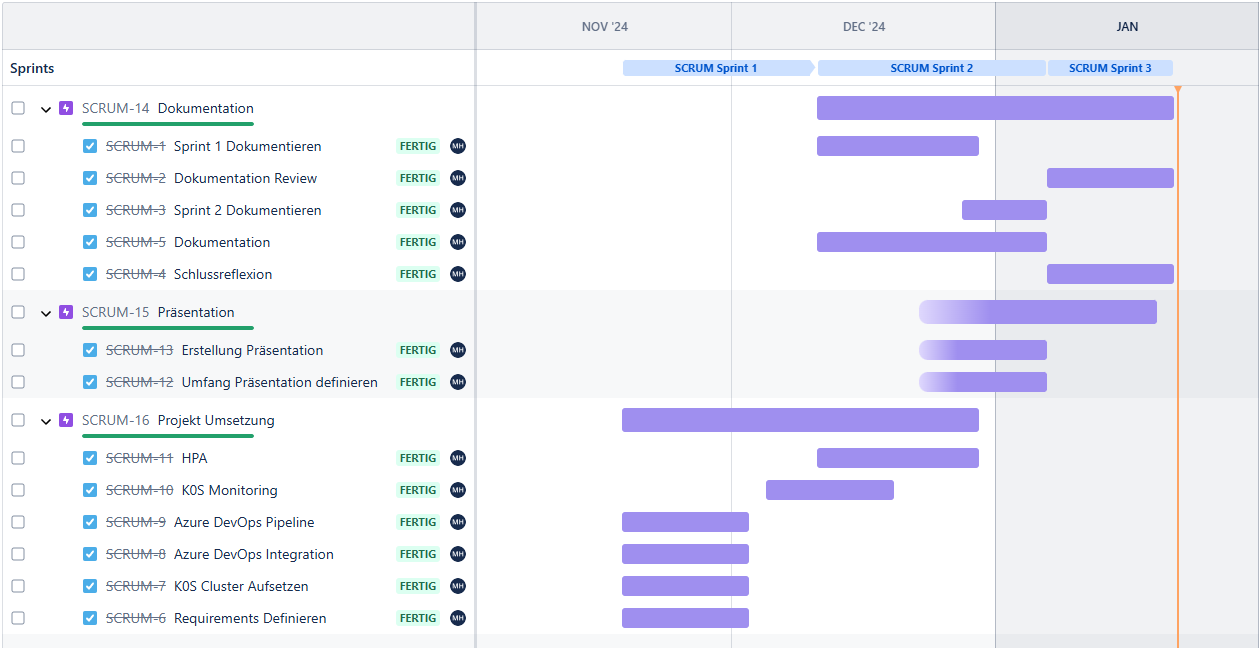 NOV '24 DEC '24 JAN
Sprints SCRUM Sprint 1 SCRUM Sprint 2 SCRUM Sprint 3
SCRUM-14 Dokumentation
SCRUM-1 Sprint 1 Dokumentieren FERTIG MH
SCRUM-2 Dokumentation Review FERTIG MH
SCRUM-3 Sprint 2 Dokumentieren FERTIG MH
SCRUM-5 Dokumentation FERTIG MH
SCRUM-4 Schlussreflexion FERTIG MH
SCRUM-15 Präsentation
SCRUM-13 Erstellung Präsentation FERTIG MH
SCRUM-12 Umfang Präsentation definieren FERTIG MH
SCRUM-16 Projekt Umsetzung
SCRUM-11 HPA FERTIG MH
SCRUM-10 K0S Monitoring FERTIG MH
SCRUM-9 Azure DevOps Pipeline FERTIG MH
SCRUM-8 Azure DevOps Integration FERTIG MH
SCRUM-7 K0S Cluster Aufsetzen FERTIG MH
SCRUM-6 Requirements Definieren FERTIG MH